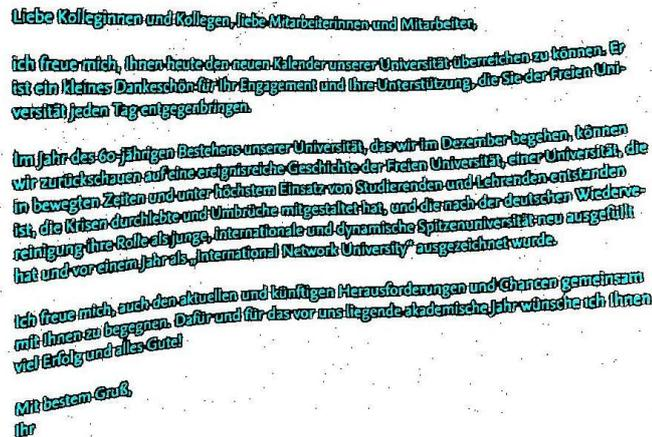 Liebe Kolleginnen und Kollegen, liebe Mitarbeiterinnen und Mitarbeiter,
ich freue mich, Ihnen heute den neuen Kalender unserer Universität überreichen zu können. Er
ist ein kleines Dankeschön für Ihr Engagement und Ihre Unterstützung, die Sie der Freien Uni-
versität jeden Tag entgegenbringen.
Im Jahr des 60-jährigen Bestehens unserer Universität, das wir im Dezember begehen, können
wir zurückschauen auf eine ereignisreiche Geschichte der Freien Universität, einer Universität, die
in bewegten Zeiten und unter höchstem Einsatz von Studierenden und Lehrenden entstanden
ist, die Krisen durchlebte und Umbrüche mitgestaltet hat, und die nach der deutschen Wiederve-
reinigung ihre Rolle als junge, internationale und dynamische Spitzenuniversität neu ausgefüllt
hat und vor einem Jahr als „International Network University“ ausgezeichnet wurde.
Ich freue mich, auch den aktuellen und künftigen Herausforderungen und Chancen gemeinsam
mit Ihnen zu begegnen. Dafür und für das vor uns liegende akademische Jahr wünsche ich Ihnen
viel Erfolg und alles Gute!
Mit bestem Gruß,
Ihr